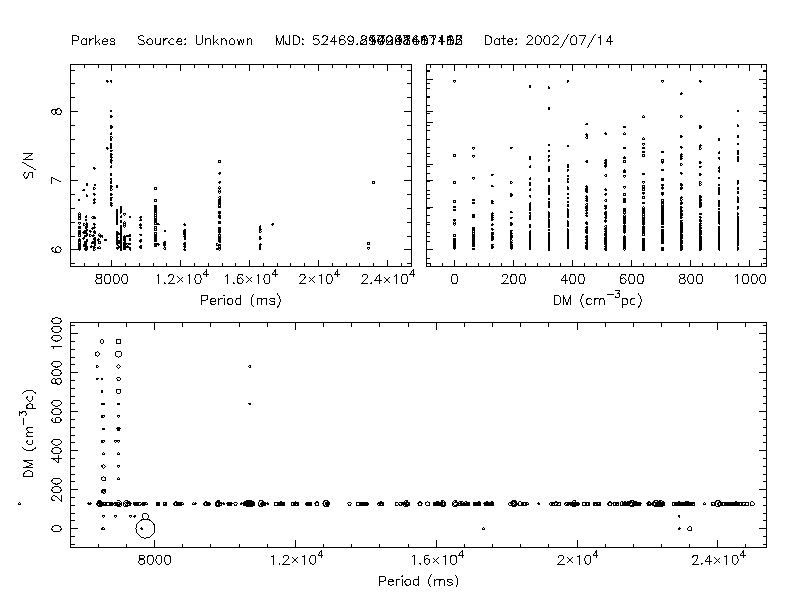 Parkes Source: Unknown MJD: Date: 2002/07/14
S/N
8
7
6
8000 1.2×10⁴ 1.6×10⁴ 2×10⁴ 2.4×10⁴
Period (ms)
0 200 400 600 800 1000
DM (cm⁻³pc)
DM (cm⁻³pc)
1000
800
600
400
200
0
8000 1.2×10⁴ 1.6×10⁴ 2×10⁴ 2.4×10⁴
Period (ms)